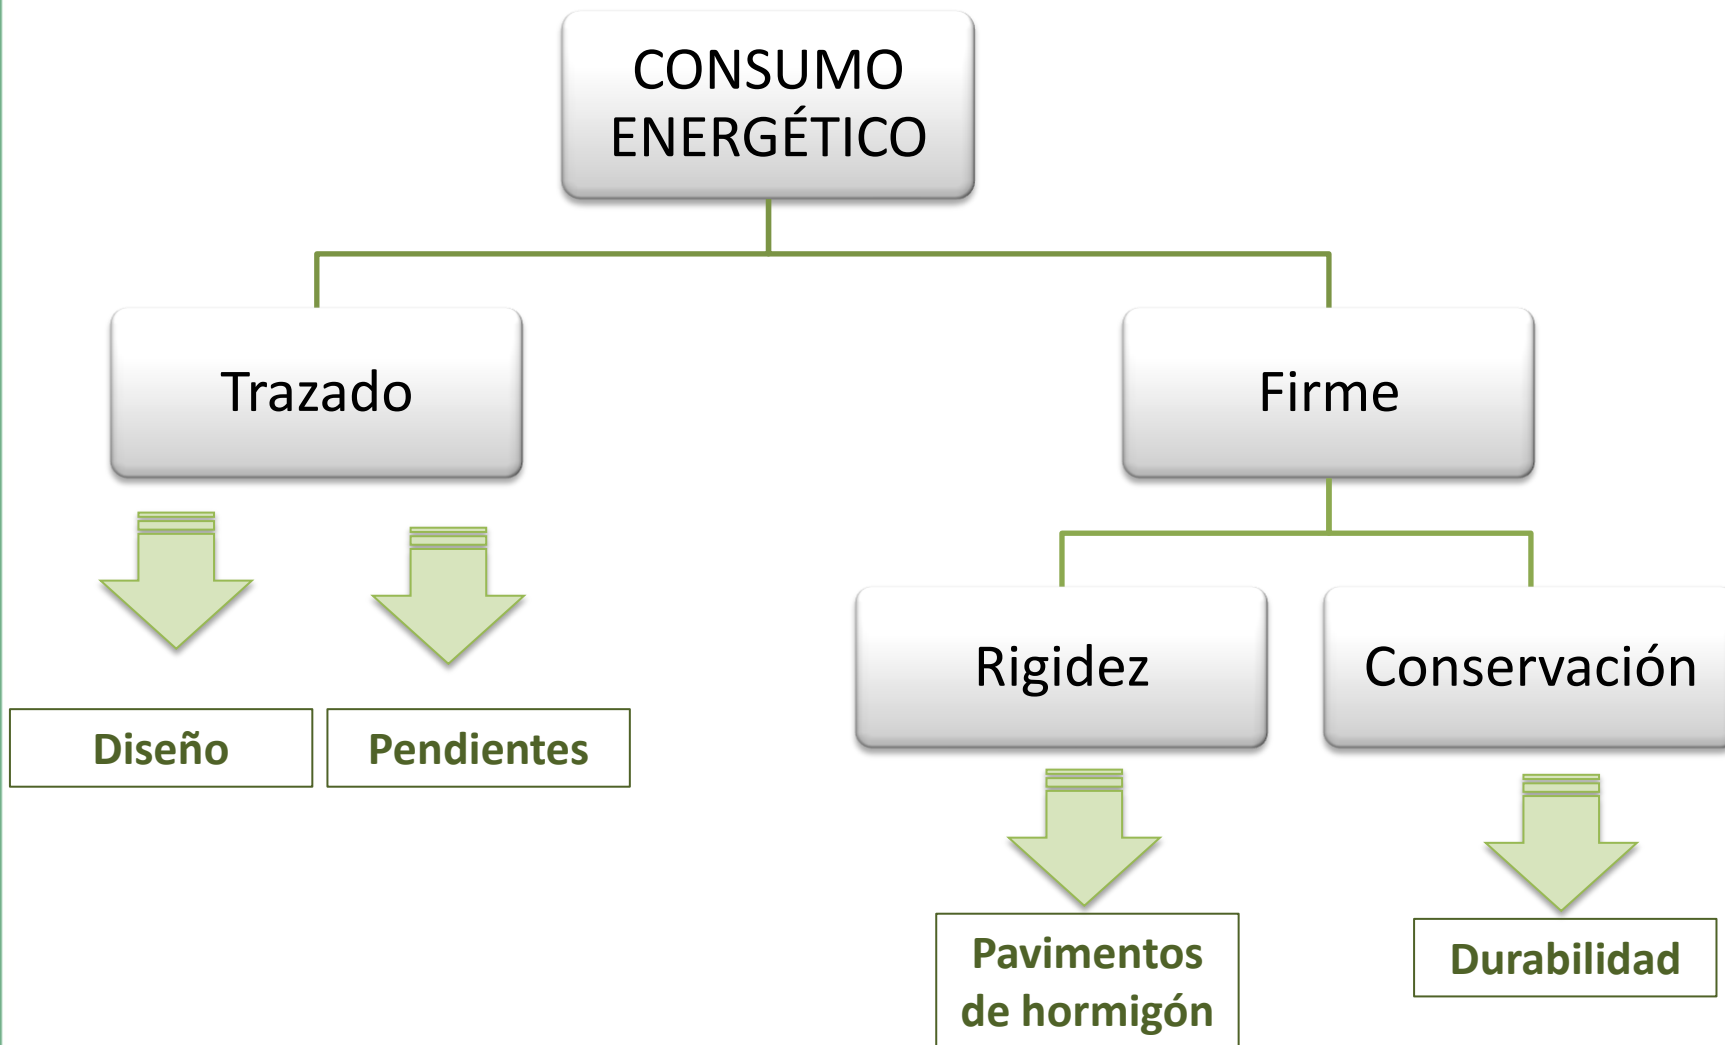 CONSUMO
ENERGÉTICO
Trazado
Firme
Rigidez
Conservación
Diseño
Pendientes
Pavimentos
de hormigón
Durabilidad